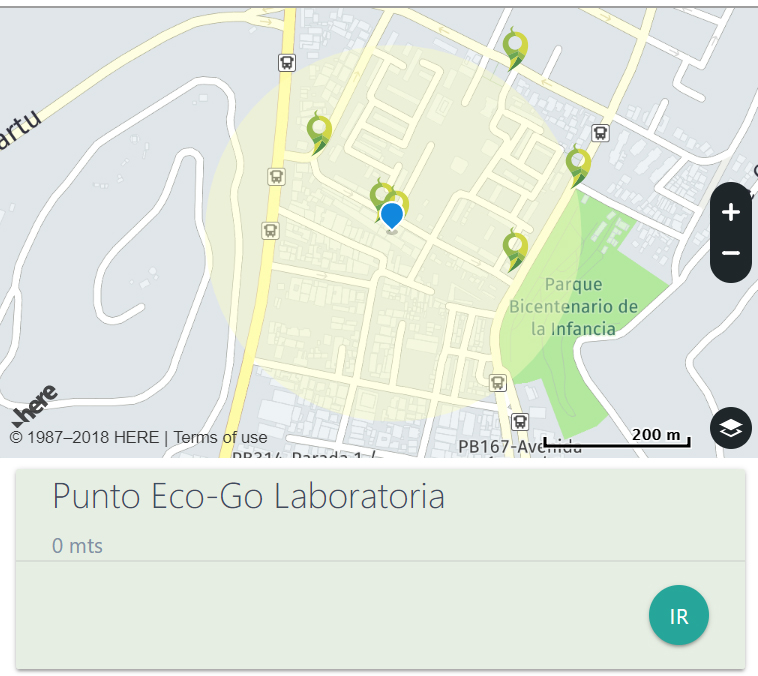 artu
Parque
Bicentenario de
la Infancia
here
© 1987–2018 HERE | Terms of use
200 m
PB167-Avenida
PB314-Parada 1 /
Punto Eco-Go Laboratoria
0 mts
IR